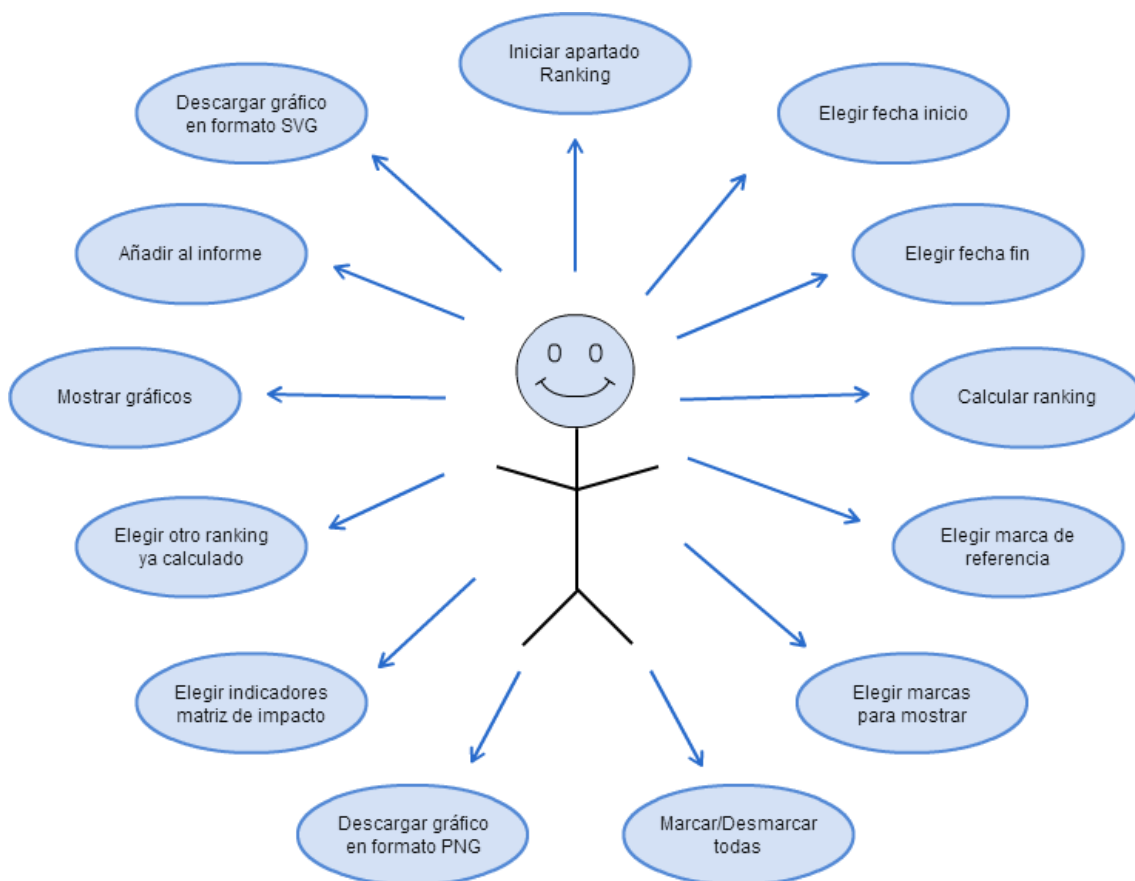 Iniciar apartado
Ranking
Descargar gráfico
en formato SVG
Elegir fecha inicio
Añadir al informe
Elegir fecha fin
Mostrar gráficos
Calcular ranking
Elegir otro ranking
ya calculado
Elegir marca de
referencia
Elegir indicadores
matriz de impacto
Elegir marcas
para mostrar
Descargar gráfico
en formato PNG
Marcar/Desmarcar
todas